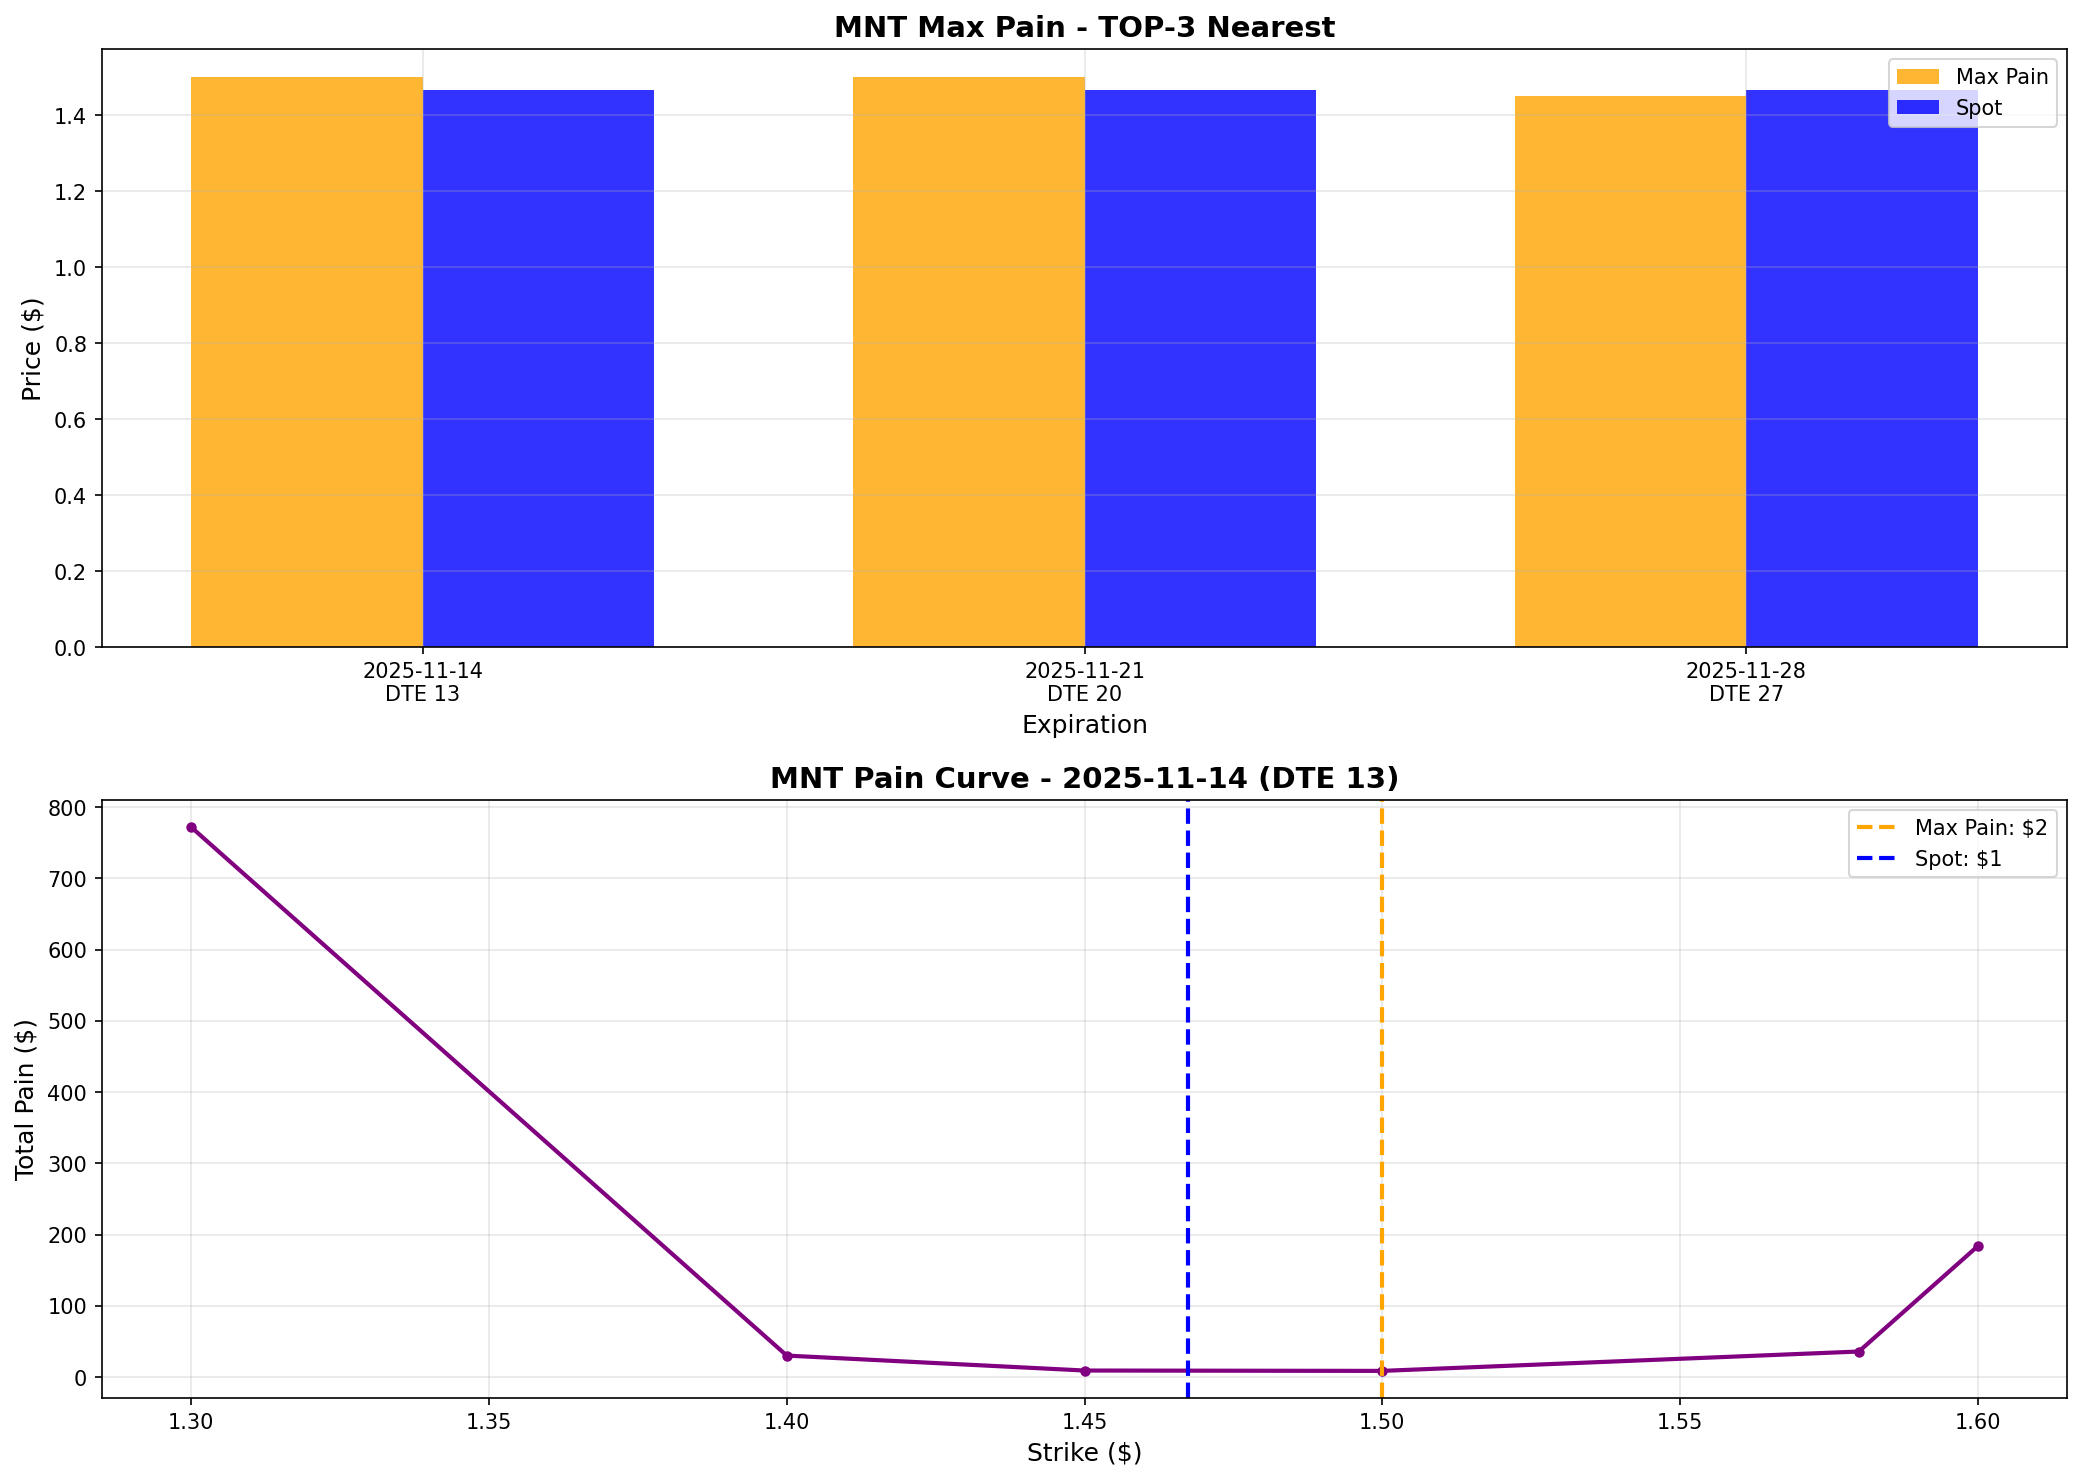 MNT Max Pain - TOP-3 Nearest
Max Pain
Spot
Price ($)
1.4
1.2
1.0
0.8
0.6
0.4
0.2
0.0
2025-11-14
DTE 13
2025-11-21
DTE 20
2025-11-28
DTE 27
Expiration
MNT Pain Curve - 2025-11-14 (DTE 13)
Max Pain: $2
Spot: $1
Total Pain ($)
800
700
600
500
400
300
200
100
0
1.30
1.35
1.40
1.45
1.50
1.55
1.60
Strike ($)